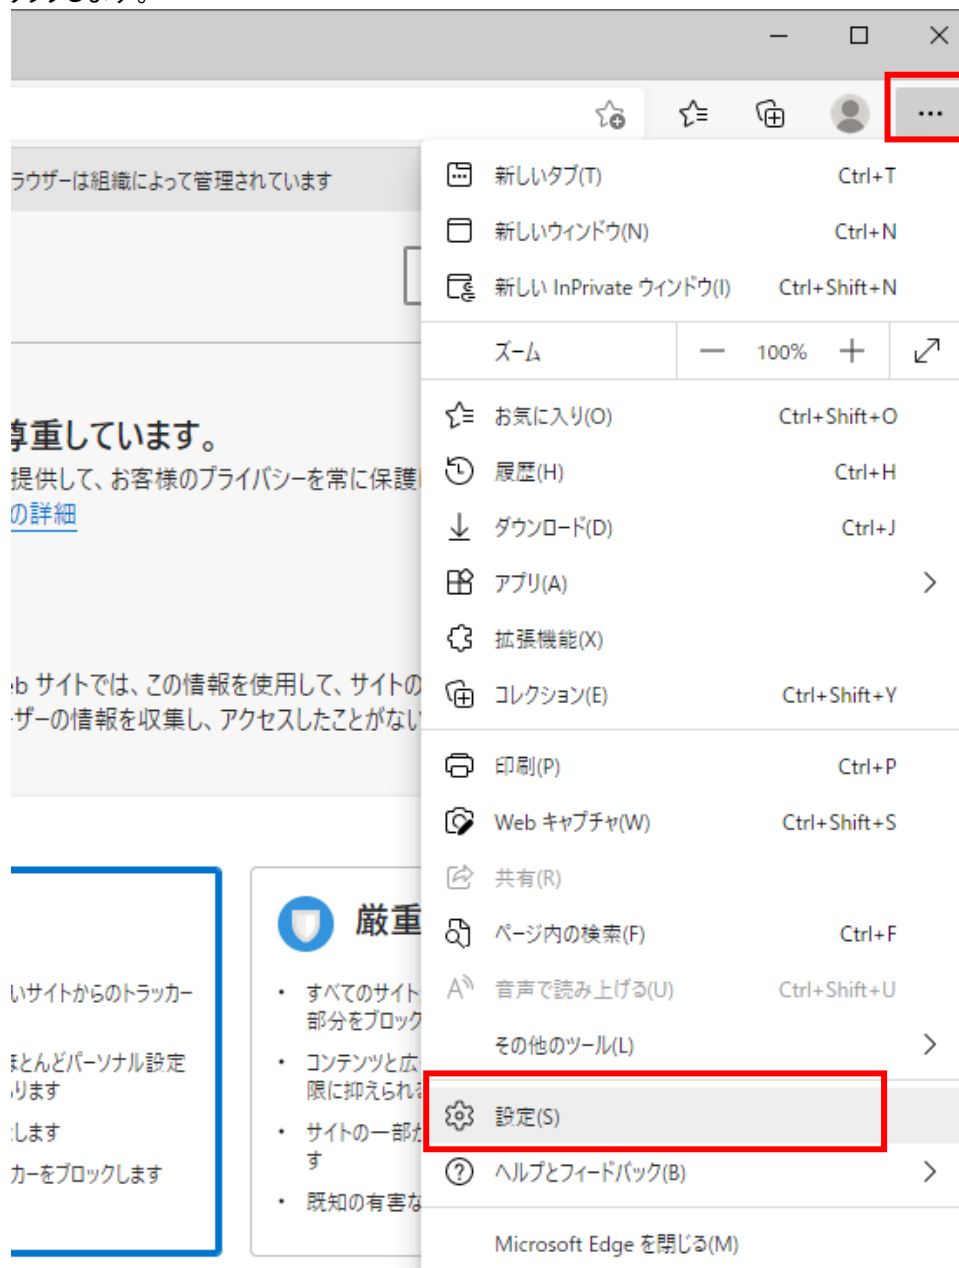 ックします。
ラウザーは組織によって管理されています
尊重しています。
提供して、お客様のプライバシーを常に保護
の詳細
eb サイトでは、この情報を使用して、サイトの
ーザーの情報を収集し、アクセスしたことがない
いサイトからのトラッカー
ほとんどパーソナル設定
ります
します
カーをブロックします
厳重
・ すべてのサイト
部分をブロック
・ コンテンツと広
限に抑えられる
・ サイトの一部が
す
・ 既知の有害な
新しいタブ(T) Ctrl+T
新しいウィンドウ(N) Ctrl+N
新しい InPrivate ウィンドウ(I) Ctrl+Shift+N
ズーム 100%
お気に入り(O) Ctrl+Shift+O
履歴(H) Ctrl+H
ダウンロード(D) Ctrl+J
アプリ(A)
拡張機能(X)
コレクション(E) Ctrl+Shift+Y
印刷(P) Ctrl+P
Web キャプチャ(W) Ctrl+Shift+S
共有(R)
ページ内の検索(F) Ctrl+F
音声で読み上げる(U) Ctrl+Shift+U
その他のツール(L)
設定(S)
ヘルプとフィードバック(B)
Microsoft Edge を閉じる(M)